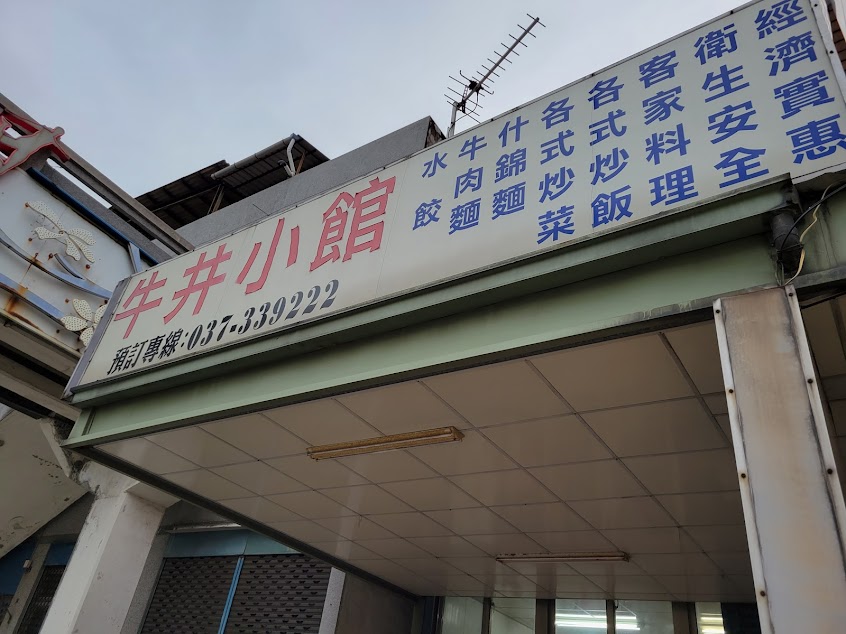 牛井小館
預訂專線:037-339222
經濟實惠
衛生安全
客家料理
各式炒飯
各式炒菜
什錦麵
牛肉麵
水餃